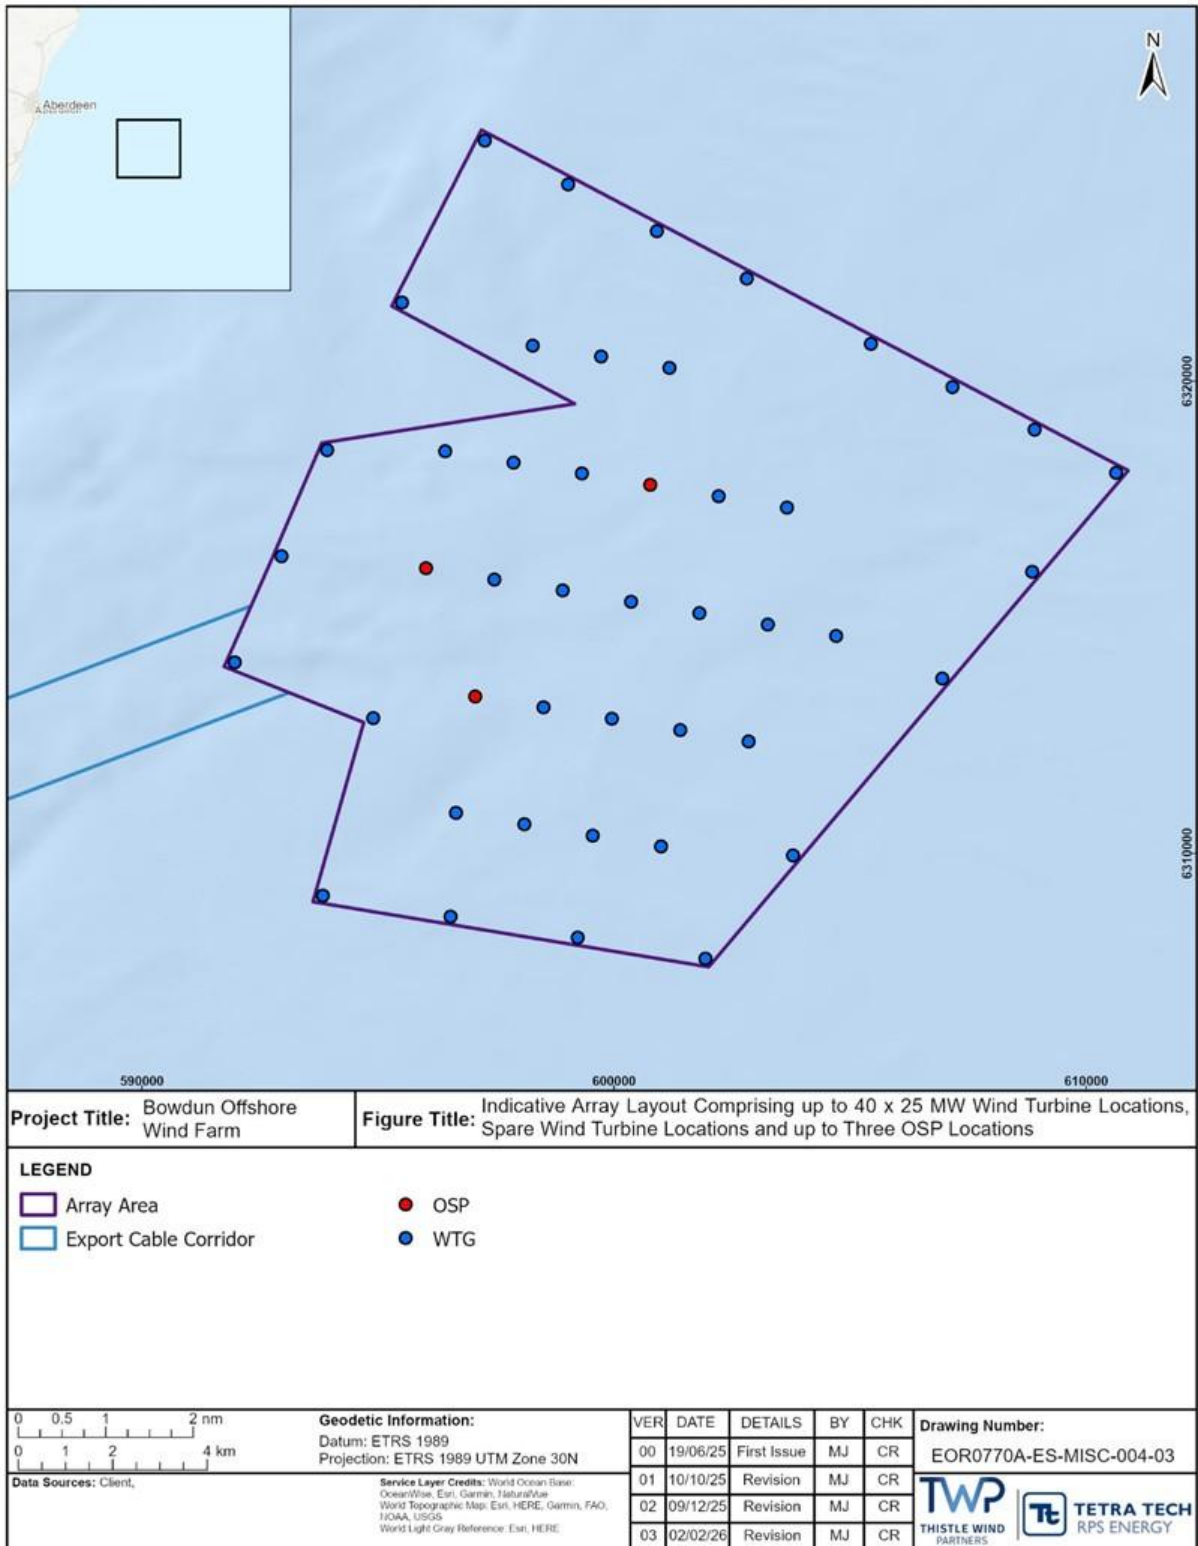 N
Aberdeen
Aberdeen
6320000
6310000
590000
600000
610000
Project Title: Bowdun Offshore
Wind Farm
Figure Title: Indicative Array Layout Comprising up to 40 x 25 MW Wind Turbine Locations,
Spare Wind Turbine Locations and up to Three OSP Locations
LEGEND
Array Area
OSP
Export Cable Corridor
WTG
0 0.5 1 2 nm
0 1 2 4 km
Geodetic Information:
Datum: ETRS 1989
Projection: ETRS 1989 UTM Zone 30N
Data Sources: Client,
Service Layer Credits: World Ocean Base:
OceanWise, Esri, Garmin, NaturalVue
World Topographic Map: Esri, HERE, Garmin, FAO,
NOAA, USGS
World Light Gray Reference: Esri, HERE
VER DATE DETAILS BY CHK
00 19/06/25 First Issue MJ CR
01 10/10/25 Revision MJ CR
02 09/12/25 Revision MJ CR
03 02/02/26 Revision MJ CR
Drawing Number:
EOR0770A-ES-MISC-004-03
TWP
THISTLE WIND
PARTNERS
Tt
TETRA TECH
RPS ENERGY